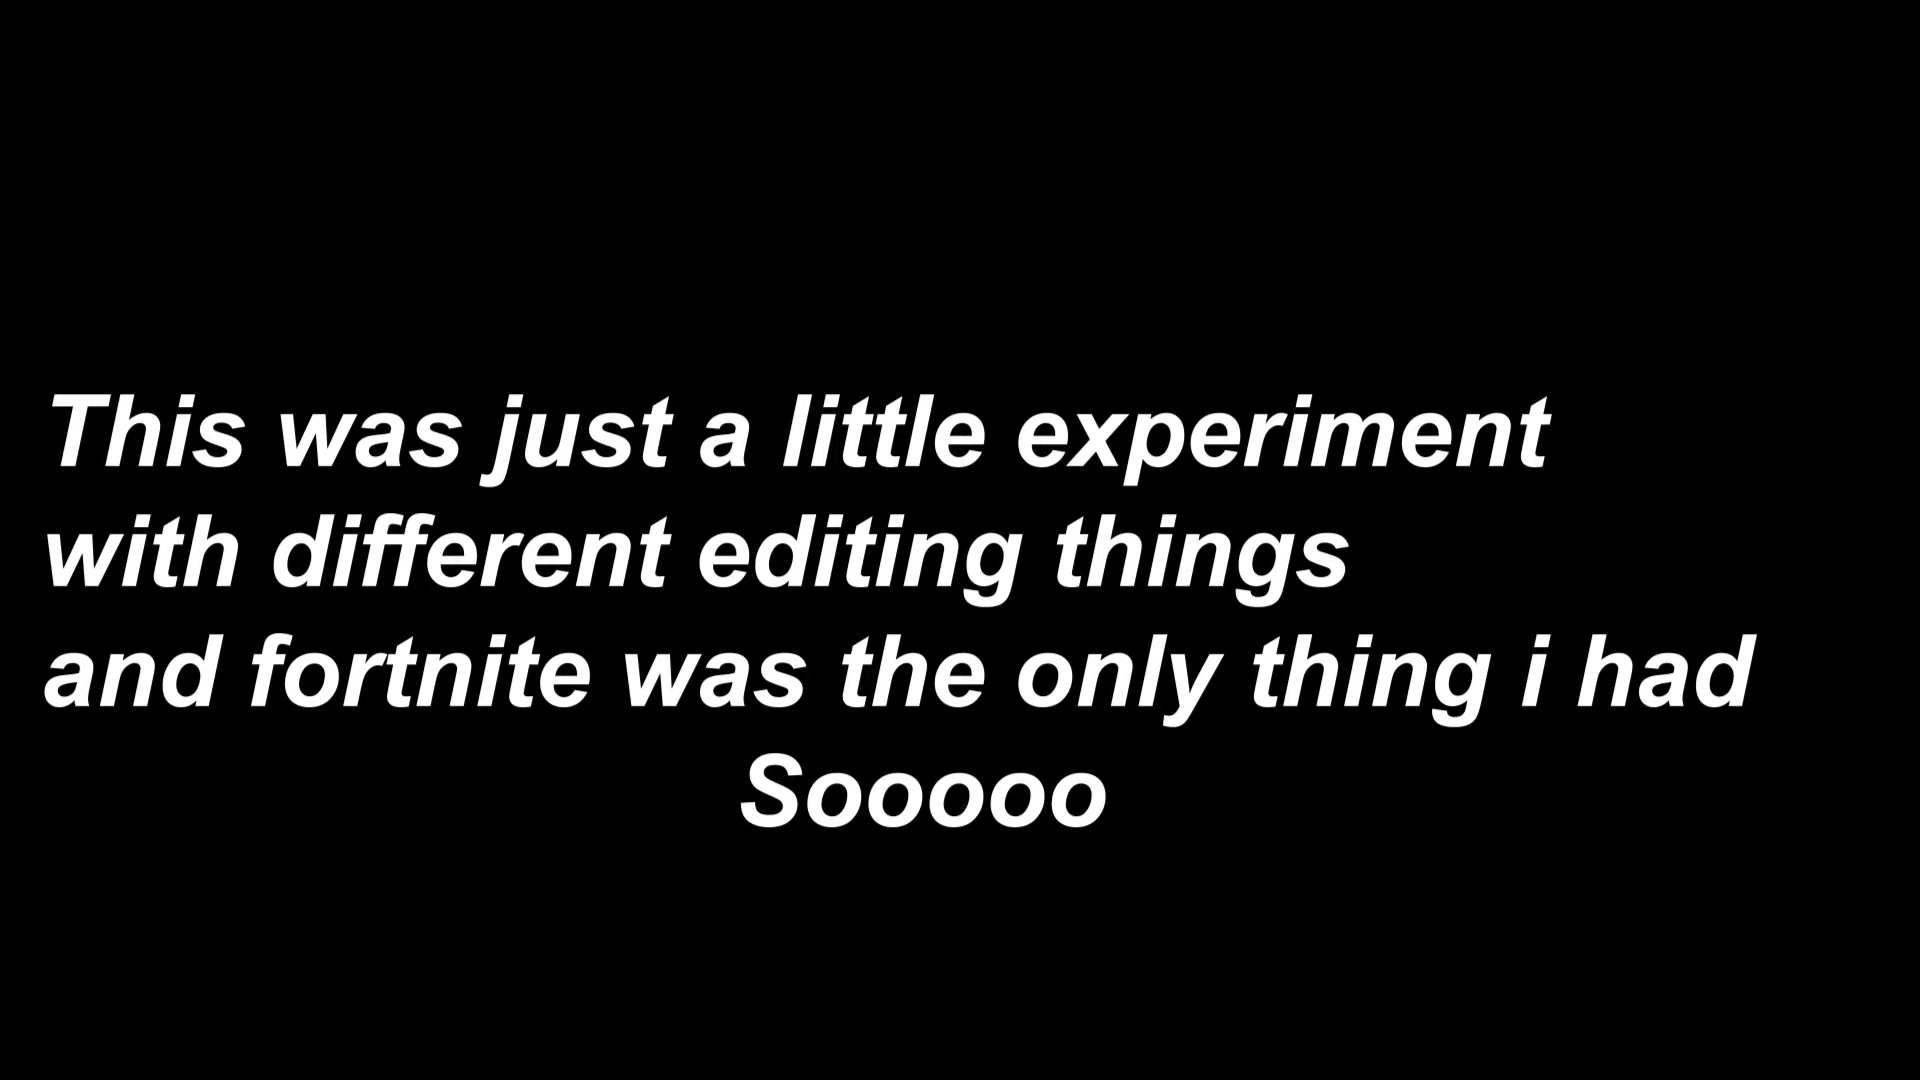 This was just a little experiment
with different editing things
and fortnite was the only thing i had
Sooooo